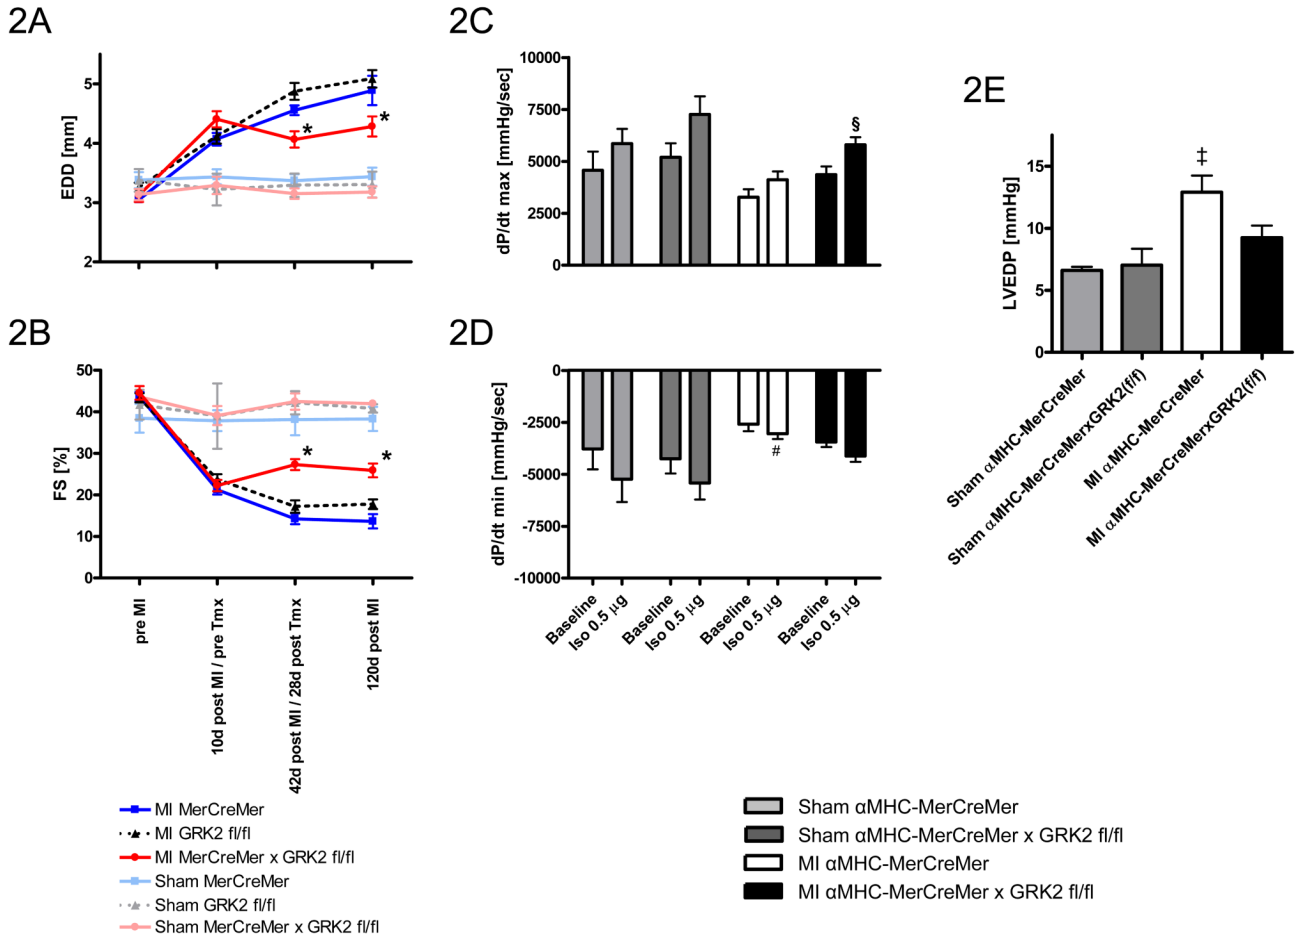 2A
EDD [mm]
5
4
3
2
*
*
2B
FS [%]
50
40
30
20
10
0
*
*
pre MI
10d post MI / pre Tmx
42d post MI / 28d post Tmx
120d post MI
MI MerCreMer
MI GRK2 fl/fl
MI MerCreMer x GRK2 fl/fl
Sham MerCreMer
Sham GRK2 fl/fl
Sham MerCreMer x GRK2 fl/fl
2C
dP/dt max [mmHg/sec]
10000
7500
5000
2500
0
§
2D
dP/dt min [mmHg/sec]
0
-2500
-5000
-7500
-10000
#
Baseline
Iso 0.5 µg
Baseline
Iso 0.5 µg
Baseline
Iso 0.5 µg
Baseline
Iso 0.5 µg
2E
LVEDP [mmHg]
15
10
5
0
‡
Sham αMHC-MerCreMer
Sham αMHC-MerCreMerxGRK2(f/f)
MI αMHC-MerCreMer
MI αMHC-MerCreMerxGRK2(f/f)
Sham αMHC-MerCreMer
Sham αMHC-MerCreMer x GRK2 fl/fl
MI αMHC-MerCreMer
MI αMHC-MerCreMer x GRK2 fl/fl